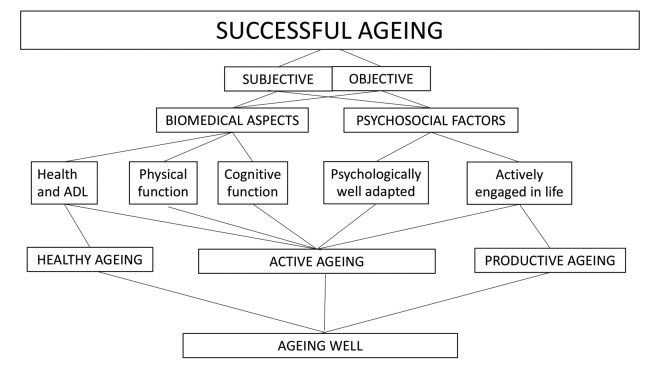 SUCCESSFUL AGEING
SUBJECTIVE
OBJECTIVE
BIOMEDICAL ASPECTS
PSYCHOSOCIAL FACTORS
Health
and ADL
Physical
function
Cognitive
function
Psychologically
well adapted
Actively
engaged in life
HEALTHY AGEING
ACTIVE AGEING
PRODUCTIVE AGEING
AGEING WELL